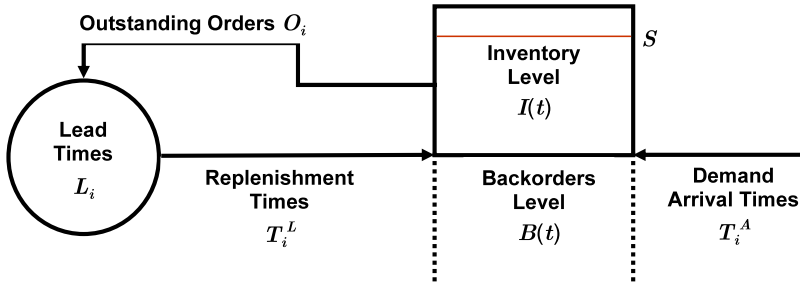 Outstanding Orders O_i
S
Inventory
Level
I(t)
Lead
Times
L_i
Replenishment
Times
T_i^L
Backorders
Level
B(t)
Demand
Arrival Times
T_i^A